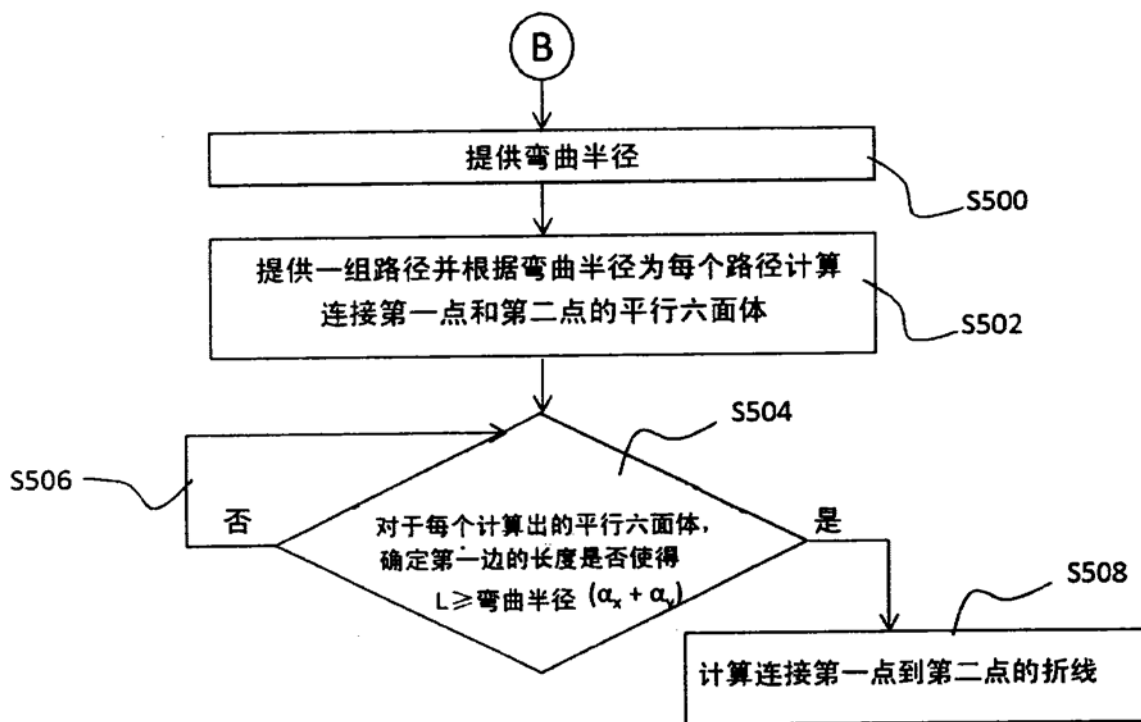 B
提供弯曲半径
S500
提供一组路径并根据弯曲半径为每个路径计算
连接第一点和第二点的平行六面体
S502
S504
S506
否
对于每个计算出的平行六面体，
确定第一边的长度是否使得
L≥弯曲半径 (αx + αy)
是
S508
计算连接第一点到第二点的折线